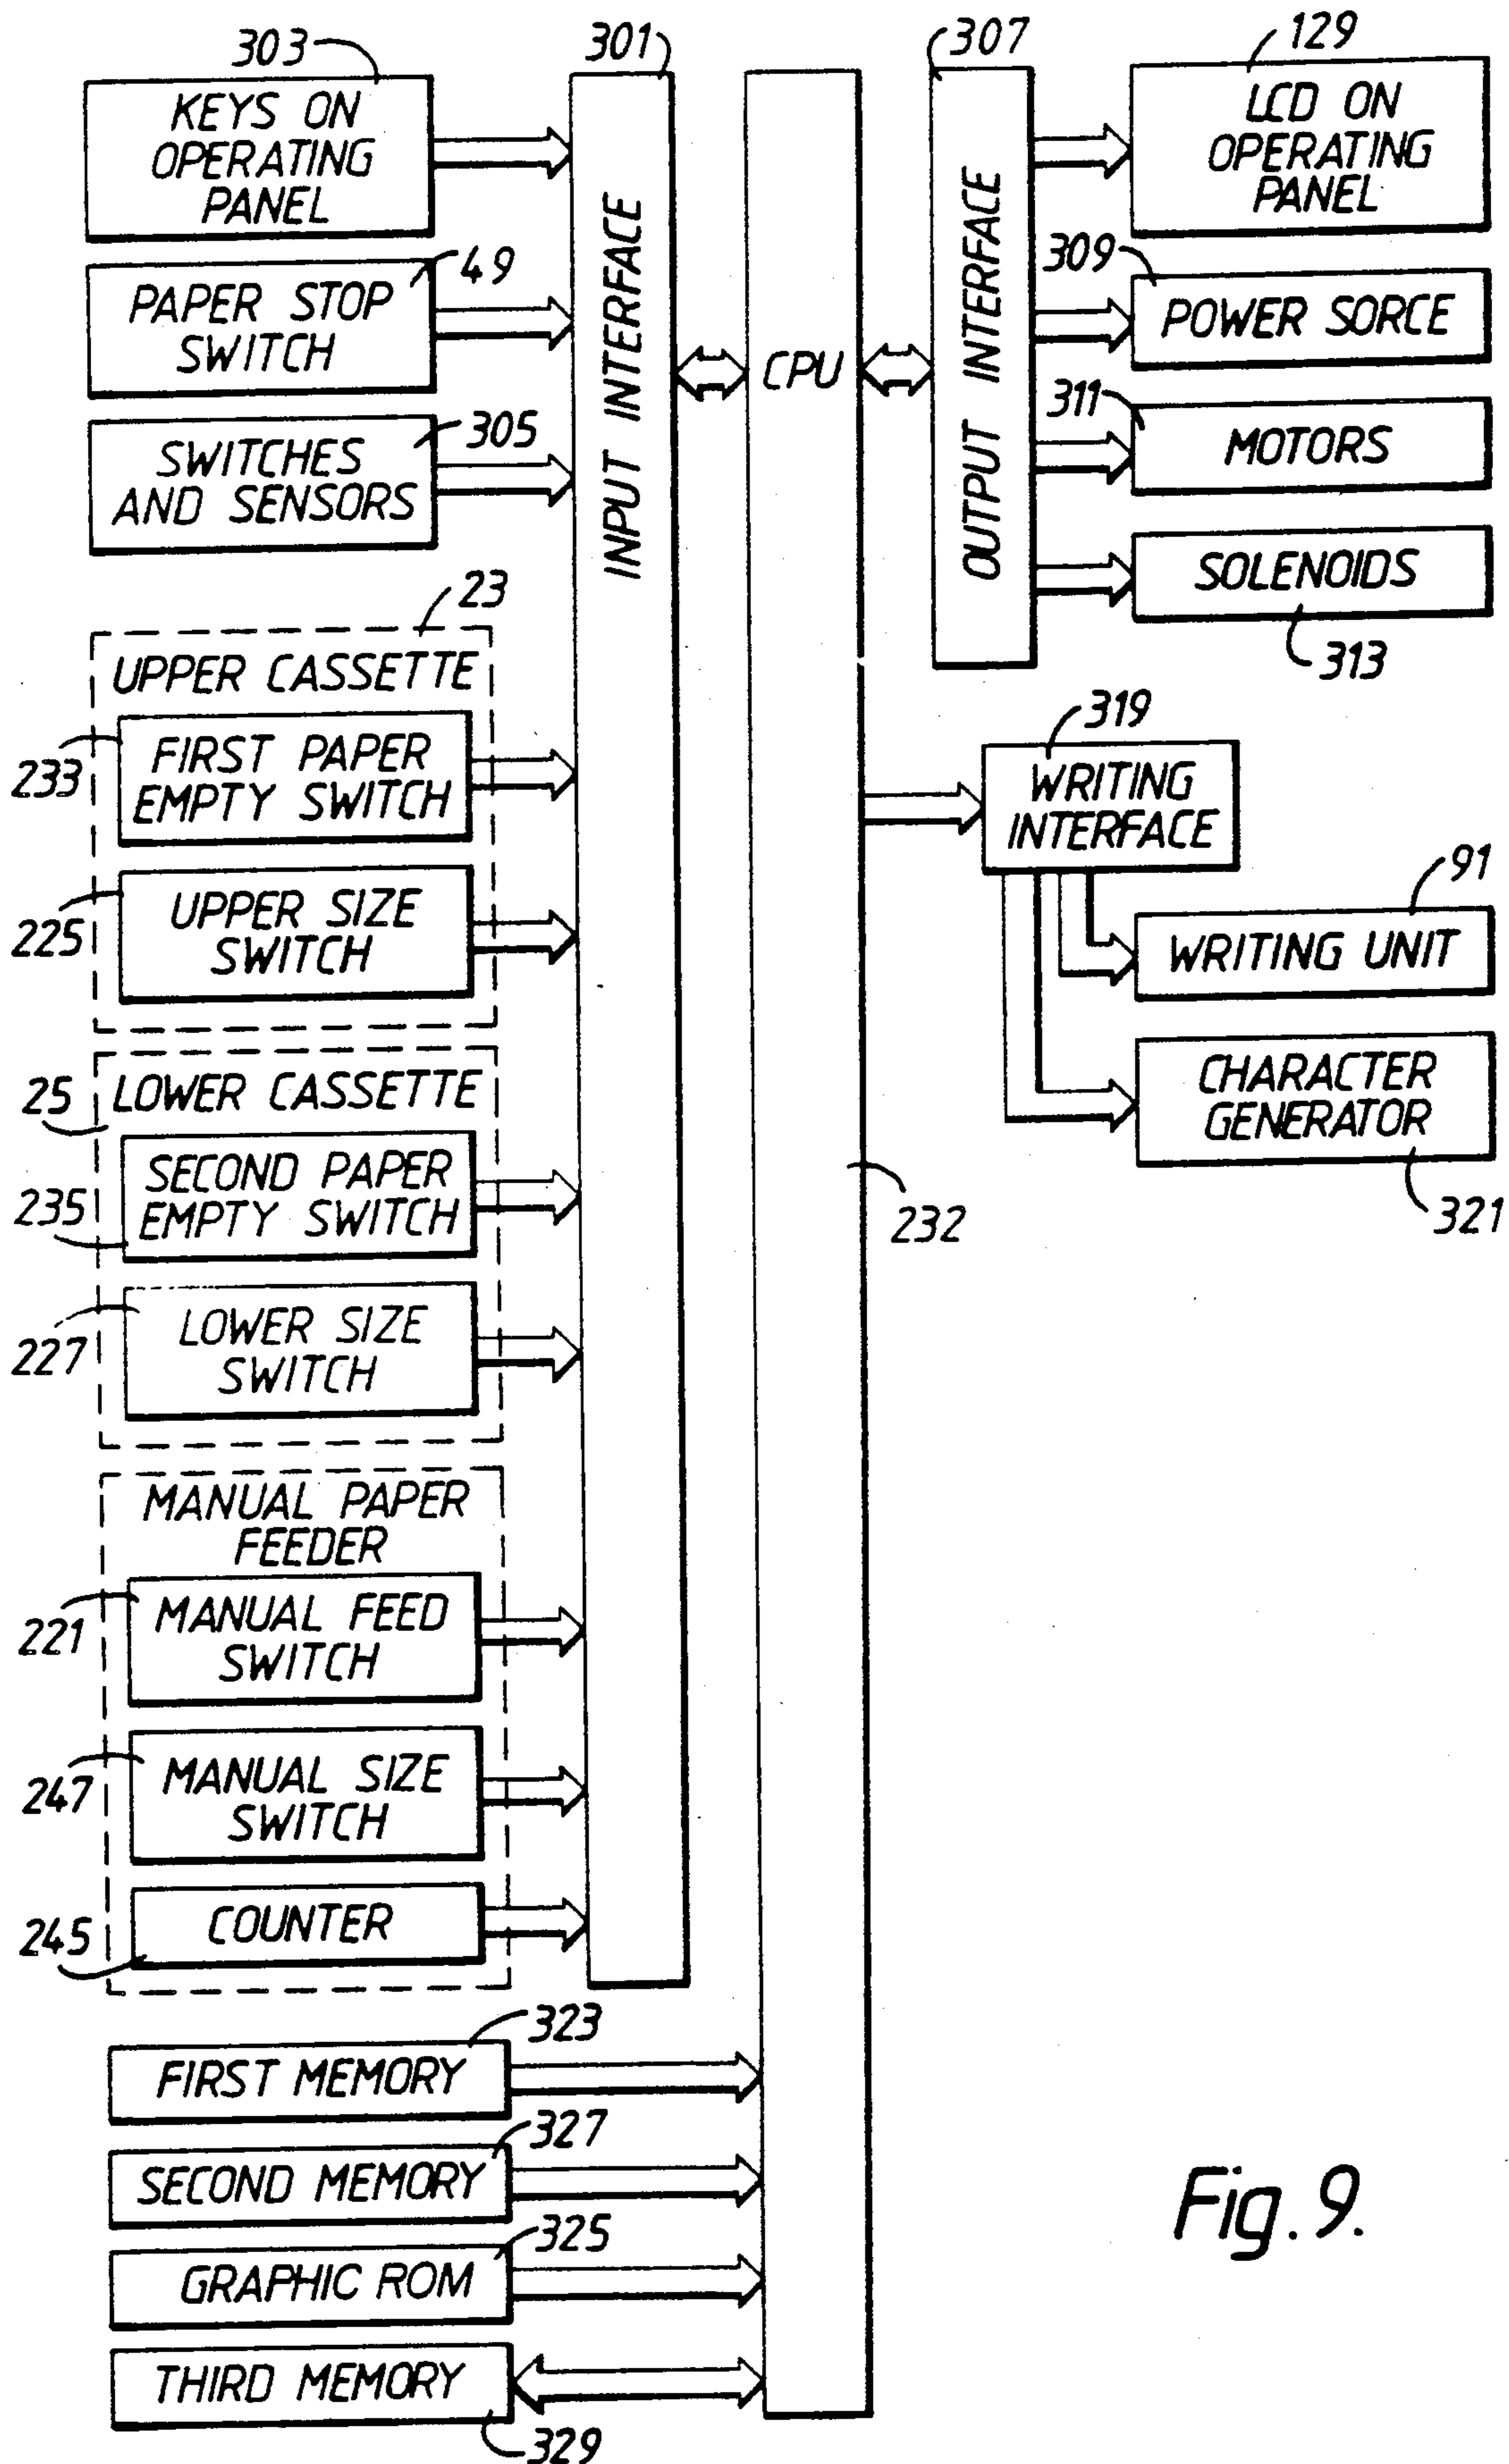 303
KEYS ON
OPERATING
PANEL
49
PAPER STOP
SWITCH
305
SWITCHES
AND SENSORS
23
UPPER CASSETTE
233
FIRST PAPER
EMPTY SWITCH
225
UPPER SIZE
SWITCH
25
LOWER CASSETTE
235
SECOND PAPER
EMPTY SWITCH
227
LOWER SIZE
SWITCH
MANUAL PAPER
FEEDER
221
MANUAL FEED
SWITCH
247
MANUAL SIZE
SWITCH
245
COUNTER
323
FIRST MEMORY
327
SECOND MEMORY
325
GRAPHIC ROM
THIRD MEMORY
329
301
INPUT INTERFACE
CPU
232
307
OUTPUT INTERFACE
129
LCD ON
OPERATING
PANEL
309
POWER SORCE
311
MOTORS
SOLENOIDS
313
319
WRITING
INTERFACE
91
WRITING UNIT
CHARACTER
GENERATOR
321
Fig. 9.